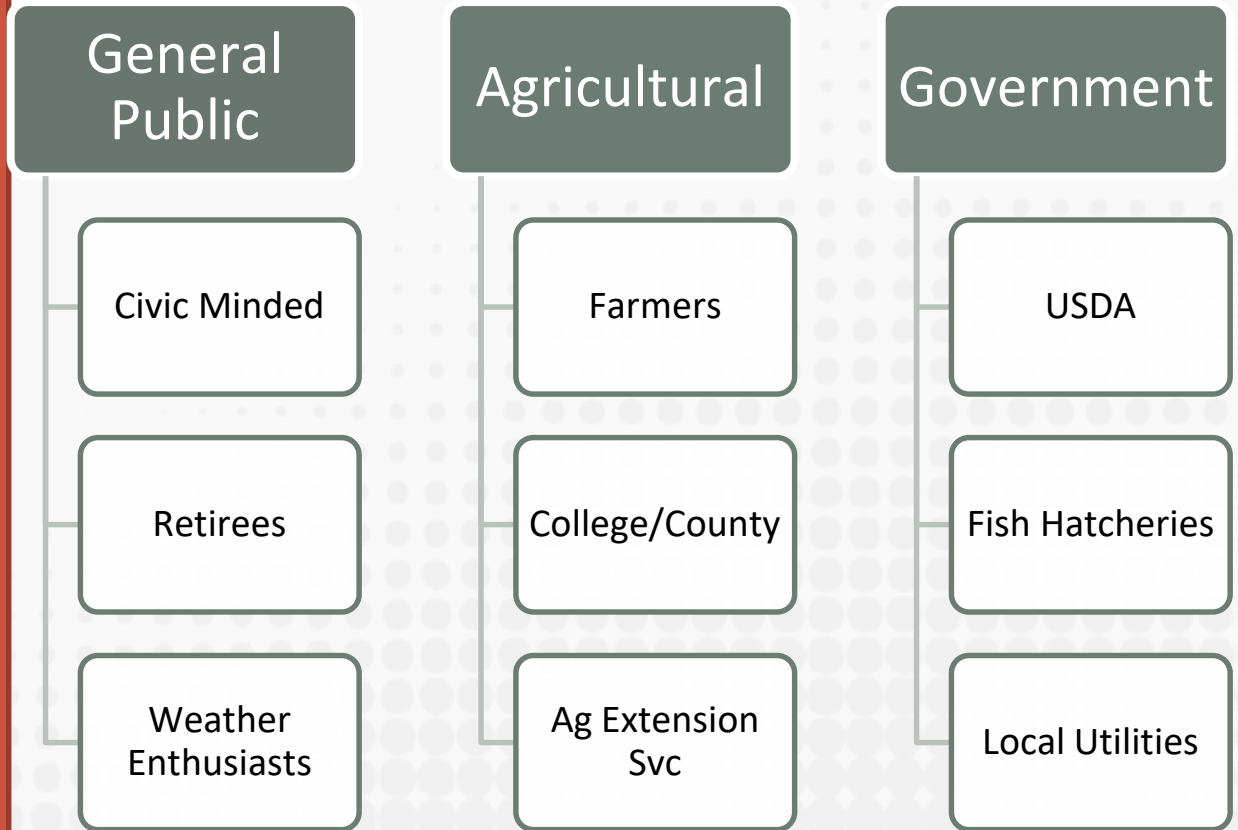 General
Public
Civic Minded
Retirees
Weather
Enthusiasts
Agricultural
Farmers
College/County
Ag Extension
Svc
Government
USDA
Fish Hatcheries
Local Utilities